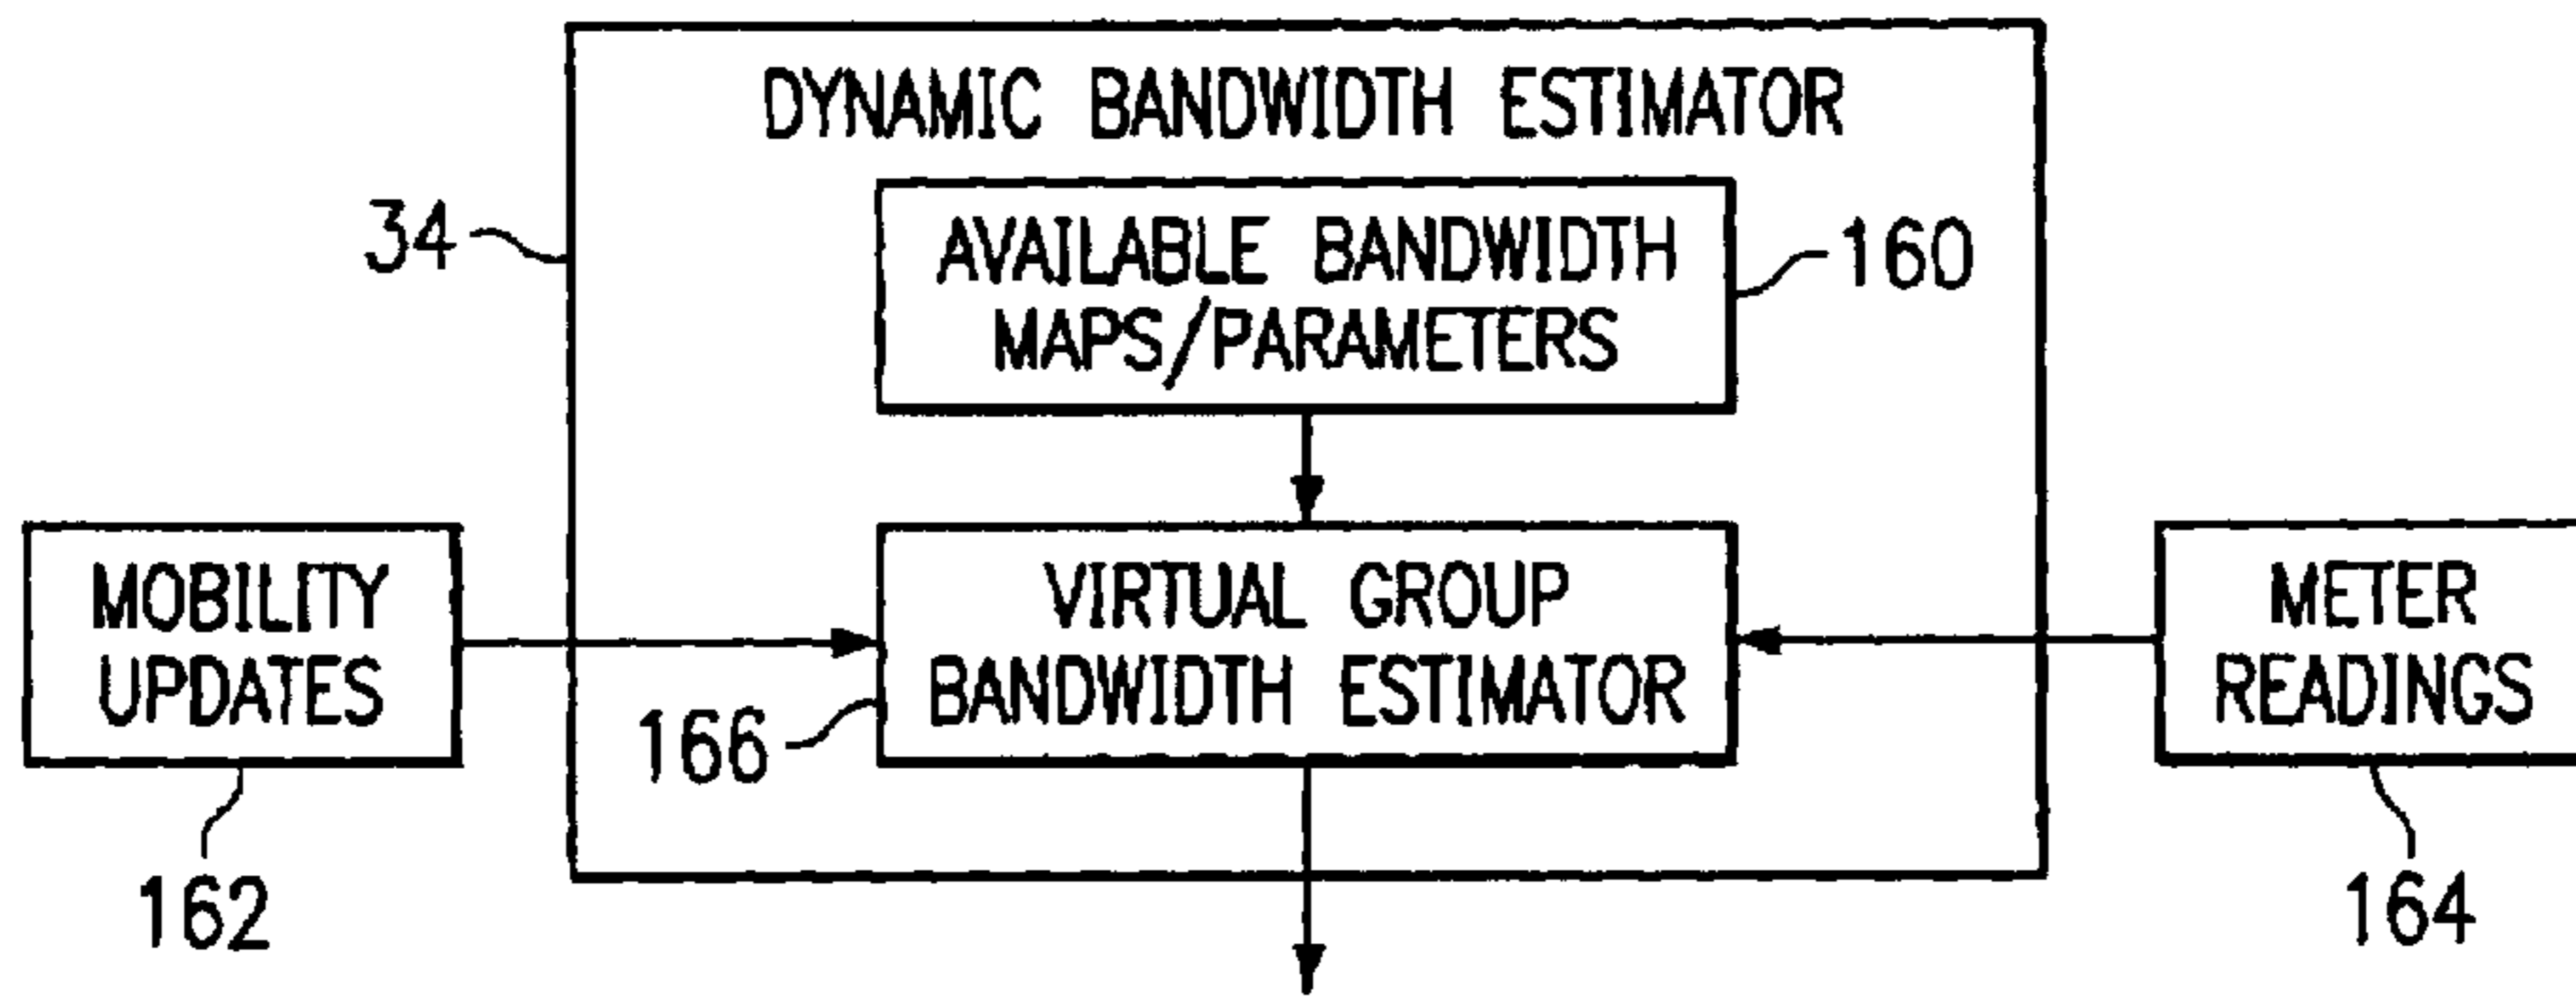 DYNAMIC BANDWIDTH ESTIMATOR
34
AVAILABLE BANDWIDTH
MAPS/PARAMETERS
160
MOBILITY
UPDATES
162
VIRTUAL GROUP
BANDWIDTH ESTIMATOR
166
METER
READINGS
164